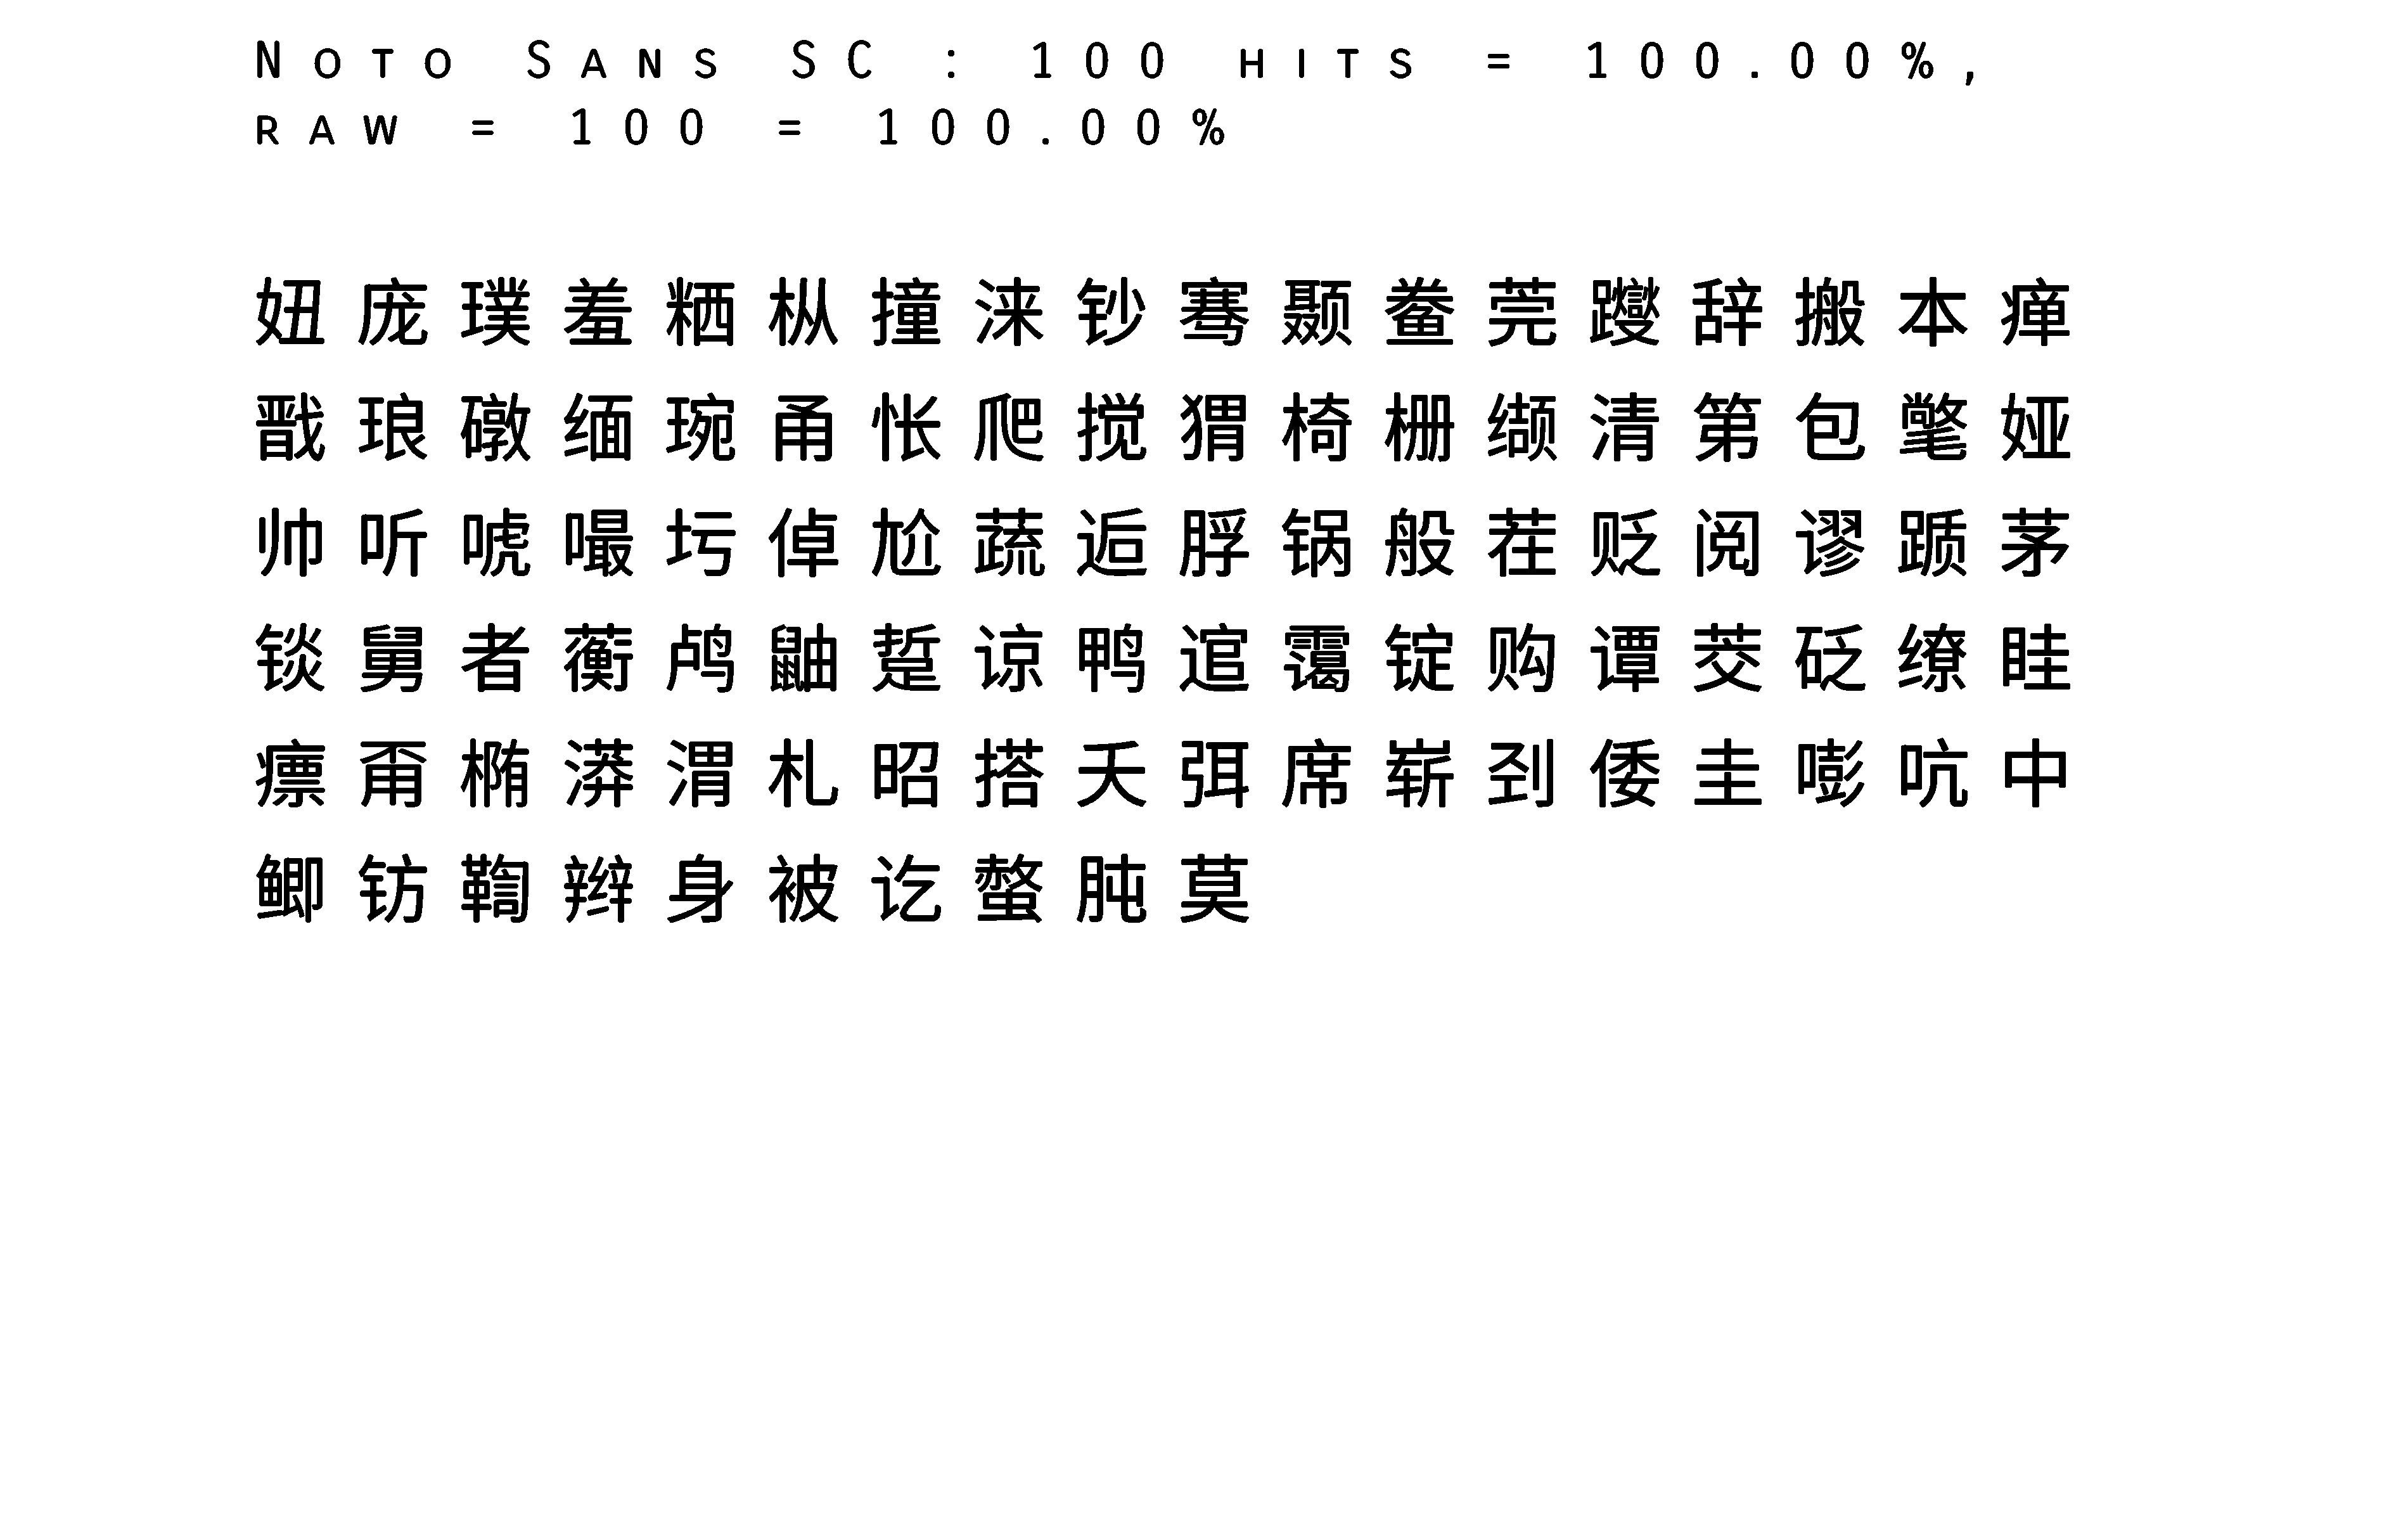 Noto Sans SC : 100 hits = 100.00%,
raw = 100 = 100.00%
妞庞璞羞粞枞撞涞钞骞颞鲞莞躞辞搬本瘅
戬琅礅缅琬甬怅爬搅猬椅栅缬清第包氅娅
帅听唬嘬圬倬尬蔬逅脬锅般茬贬阅谬踬茅
锬舅者蘅鸬鼬踅谅鸭逭霭锭购谭茭砭缭眭
瘭甭椭漭渭札昭搭夭弭席崭刭倭圭嘭吭中
鲫钫鞫辫身被讫螯肫莫